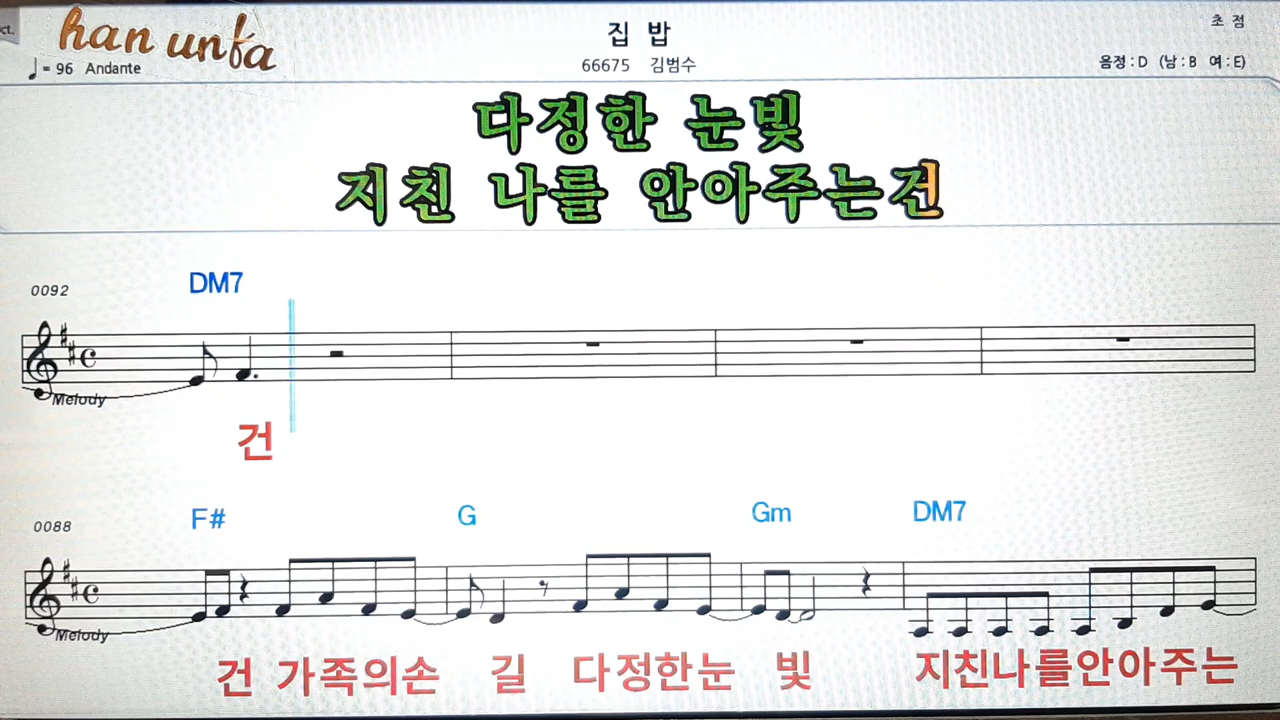 ct.
han unfa
집 밥
초 점
♩= 96 Andante
66675 김범수
음정 : D (남 : B 여 : E)
다정한 눈빛
지친 나를 안아주는건
0092
DM7
Melody
건
0088
F# G Gm DM7
Melody
건 가족의손 길 다정한눈 빛 지친나를안아주는